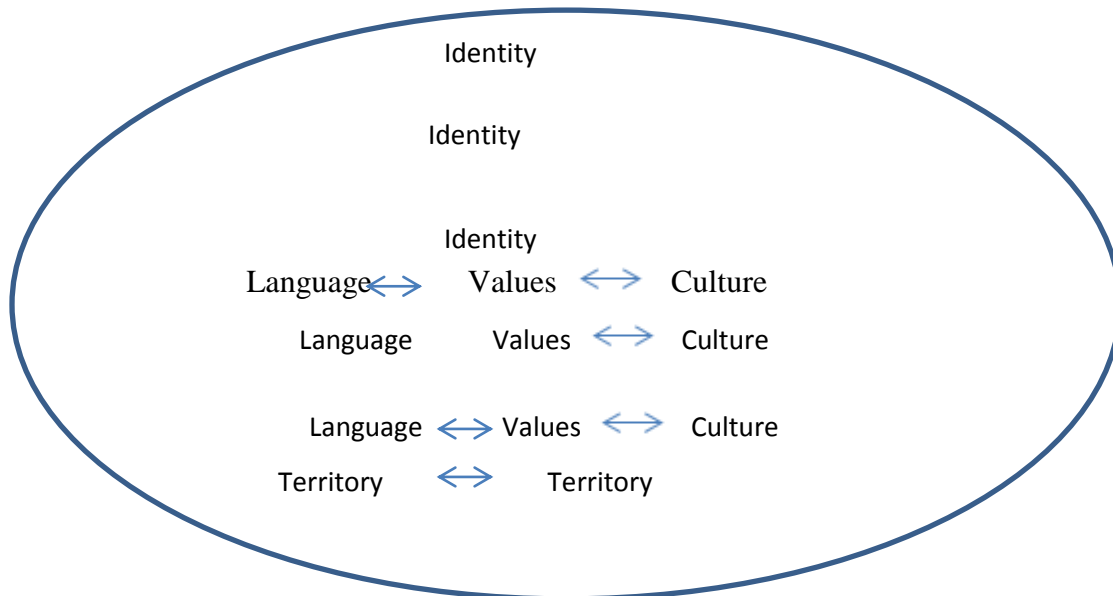 Identity
Identity
Identity
Language Values Culture
Language Values Culture
Language Values Culture
Territory Territory